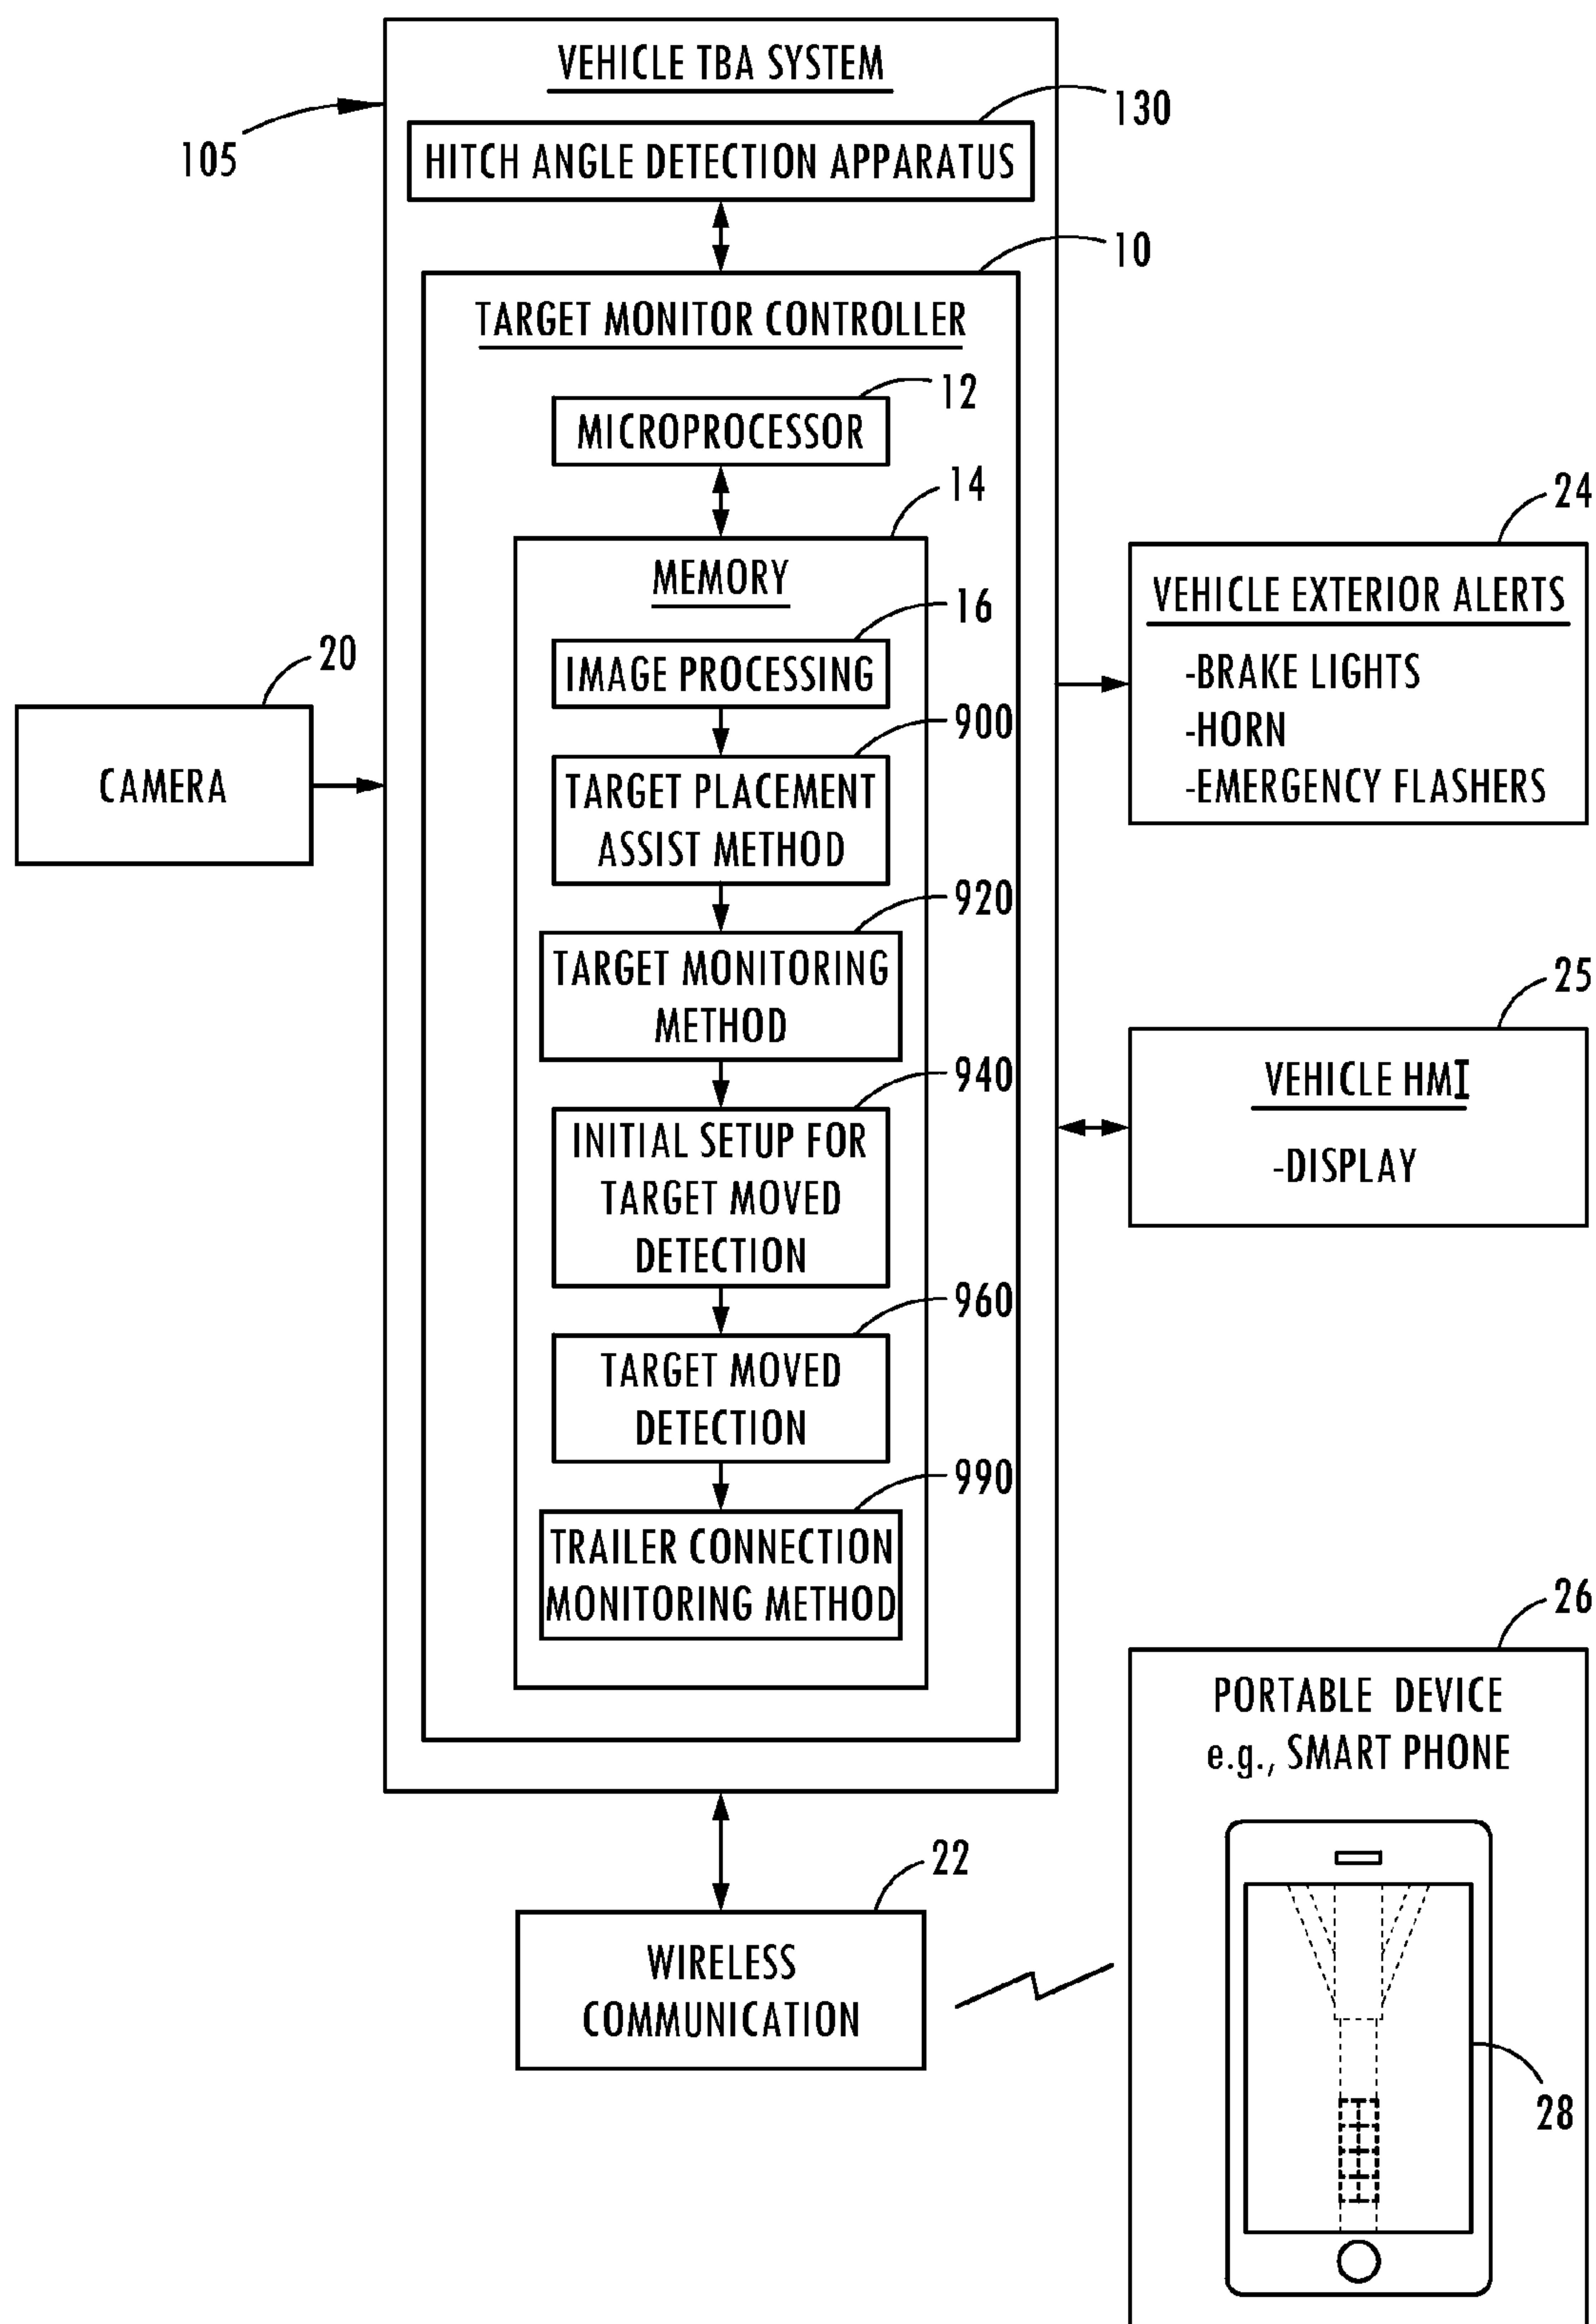 VEHICLE TBA SYSTEM
105
130
HITCH ANGLE DETECTION APPARATUS
10
TARGET MONITOR CONTROLLER
12
MICROPROCESSOR
14
MEMORY
16
IMAGE PROCESSING
900
TARGET PLACEMENT
ASSIST METHOD
920
TARGET MONITORING
METHOD
940
INITIAL SETUP FOR
TARGET MOVED
DETECTION
960
TARGET MOVED
DETECTION
990
TRAILER CONNECTION
MONITORING METHOD
20
CAMERA
24
VEHICLE EXTERIOR ALERTS
-BRAKE LIGHTS
-HORN
-EMERGENCY FLASHERS
25
VEHICLE HMI
-DISPLAY
22
WIRELESS
COMMUNICATION
26
PORTABLE DEVICE
e.g., SMART PHONE
28